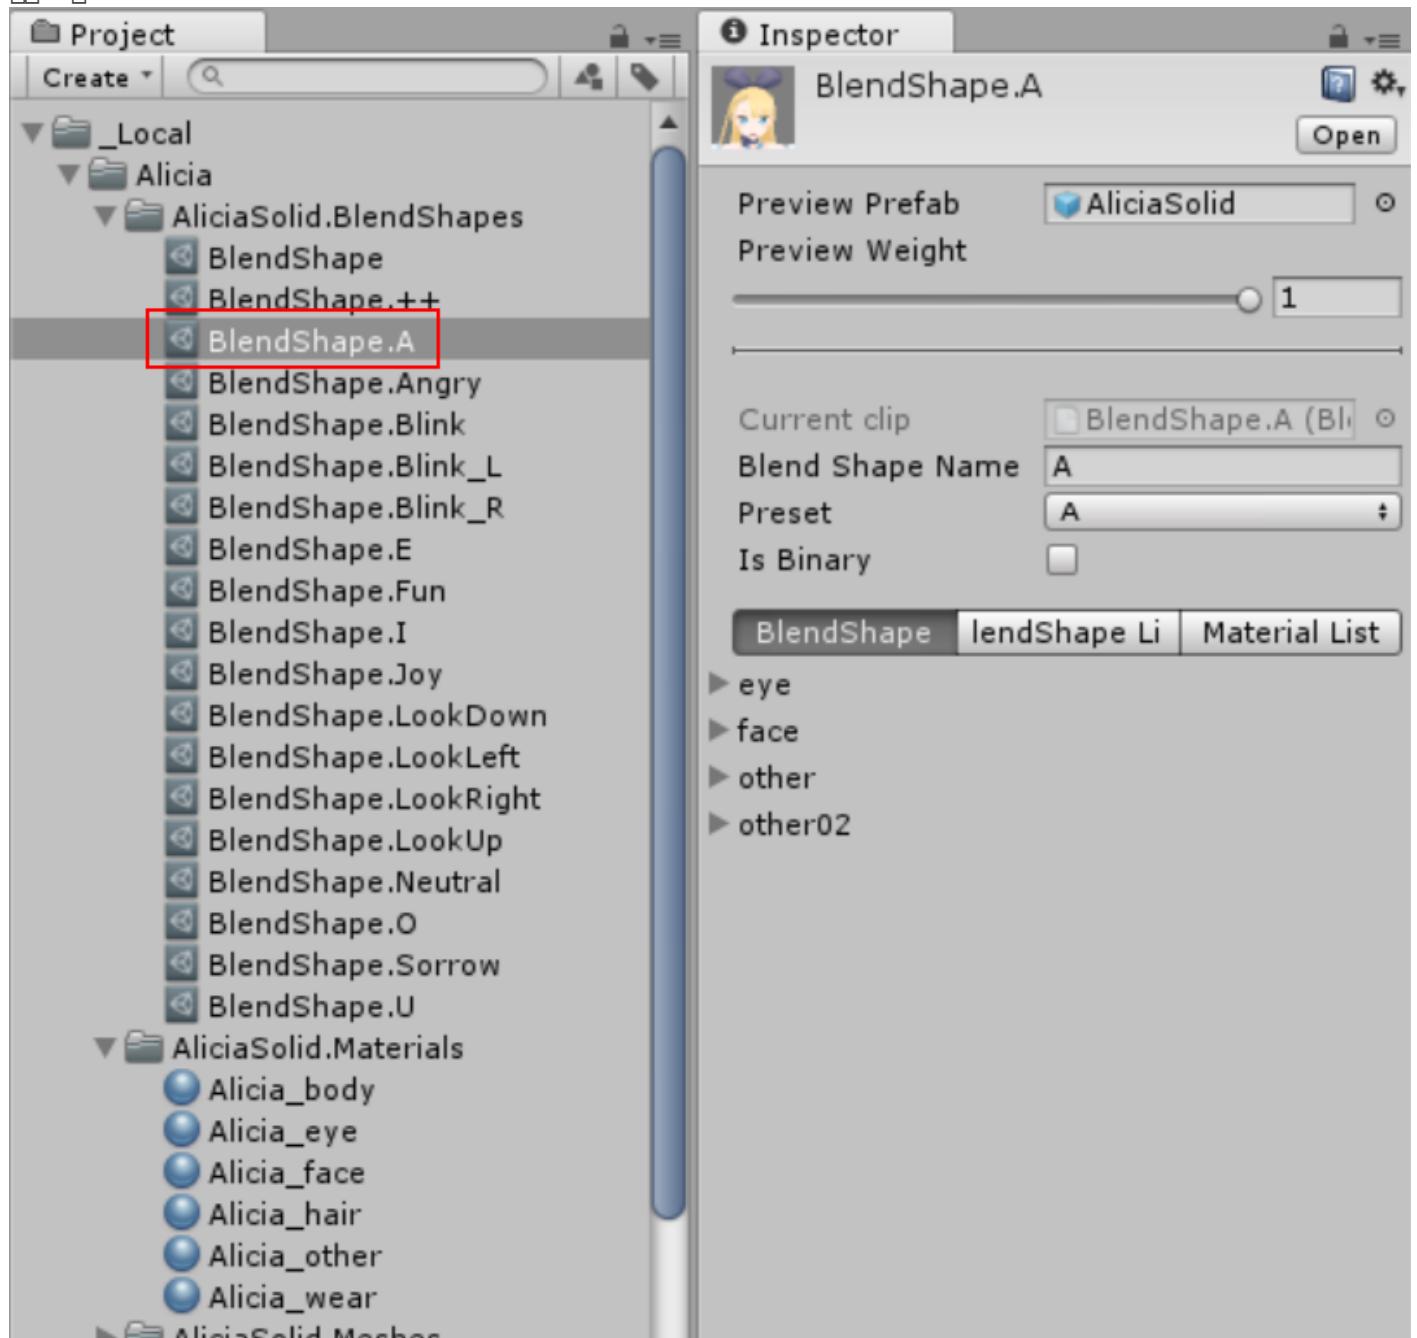 Project
Create
_Local
Alicia
AliciaSolid.BlendShapes
BlendShape
BlendShape.++
BlendShape.A
BlendShape.Angry
BlendShape.Blink
BlendShape.Blink_L
BlendShape.Blink_R
BlendShape.E
BlendShape.Fun
BlendShape.I
BlendShape.Joy
BlendShape.LookDown
BlendShape.LookLeft
BlendShape.LookRight
BlendShape.LookUp
BlendShape.Neutral
BlendShape.O
BlendShape.Sorrow
BlendShape.U
AliciaSolid.Materials
Alicia_body
Alicia_eye
Alicia_face
Alicia_hair
Alicia_other
Alicia_wear
AliciaSolid.Meshes
Inspector
BlendShape.A
Open
Preview Prefab AliciaSolid
Preview Weight
1
Current clip BlendShape.A (Bl
Blend Shape Name A
Preset A
Is Binary
BlendShape lendShape Li Material List
eye
face
other
other02